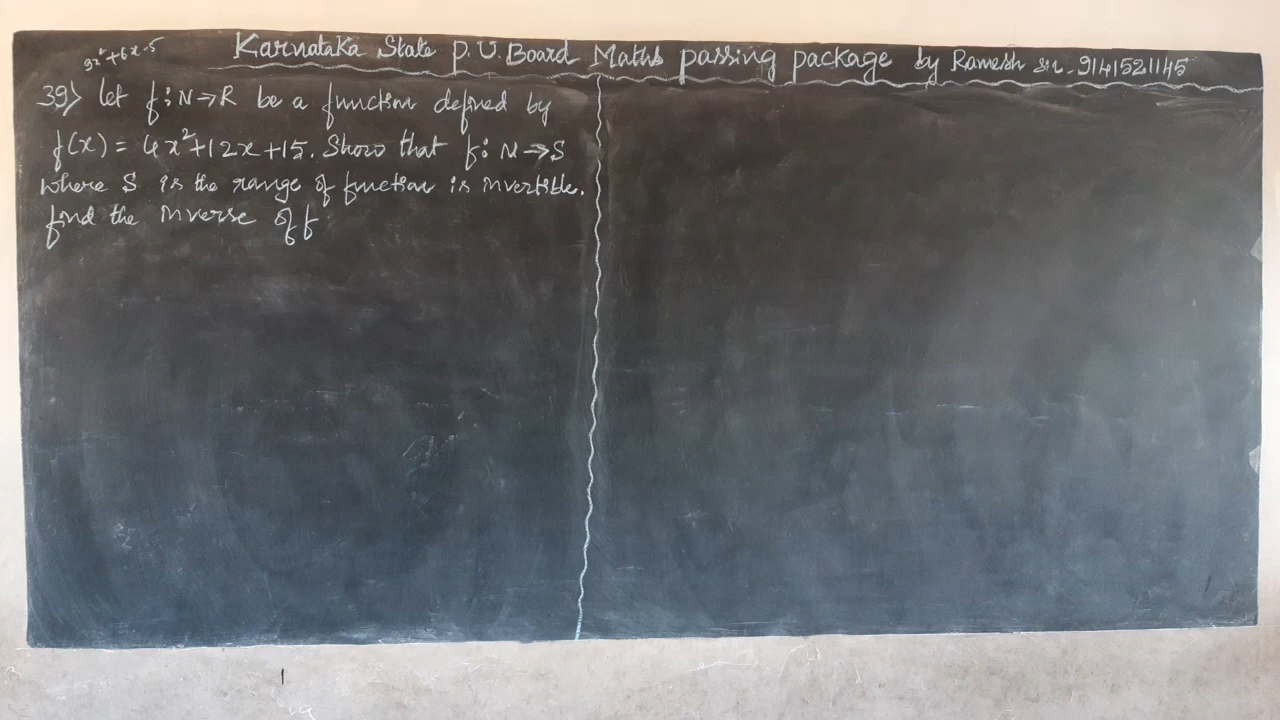 Karnataka State P.U. Board Maths passing package by Ramesh sir - 9141521145
9x²+6x-5
39) Let f: N→R be a function defined by
f(x) = 4x²+12x+15. Show that f: N→S
where S is the range of function is invertible.
find the inverse of f